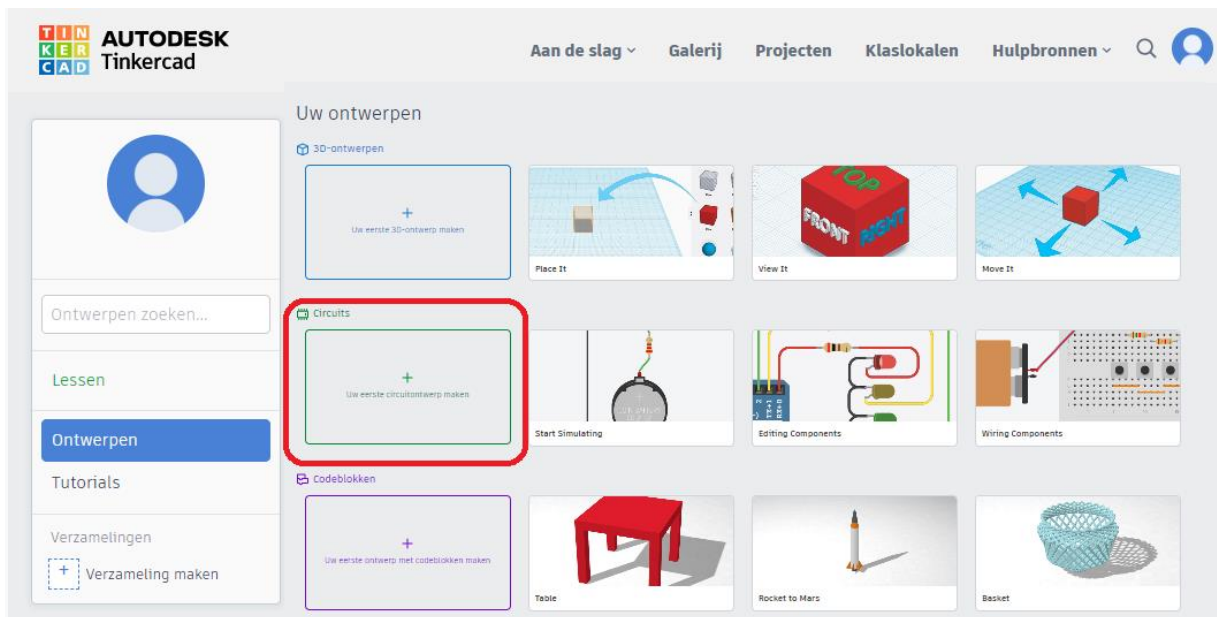 TIN
KER
CAD
AUTODESK
Tinkercad
Aan de slag
Galerij
Projecten
Klaslokalen
Hulpbronnen
Uw ontwerpen
3D-ontwerpen
Uw eerste 3D-ontwerp maken
Place It
TOP
FRONT
RIGHT
View It
Move It
Ontwerpen zoeken...
Lessen
Ontwerpen
Tutorials
Verzamelingen
Verzameling maken
Circuits
Uw eerste circuitontwerp maken
Start Simulating
Editing Components
Wiring Components
Codeblokken
Uw eerste ontwerp met codeblokken maken
Table
Rocket to Mars
Basket